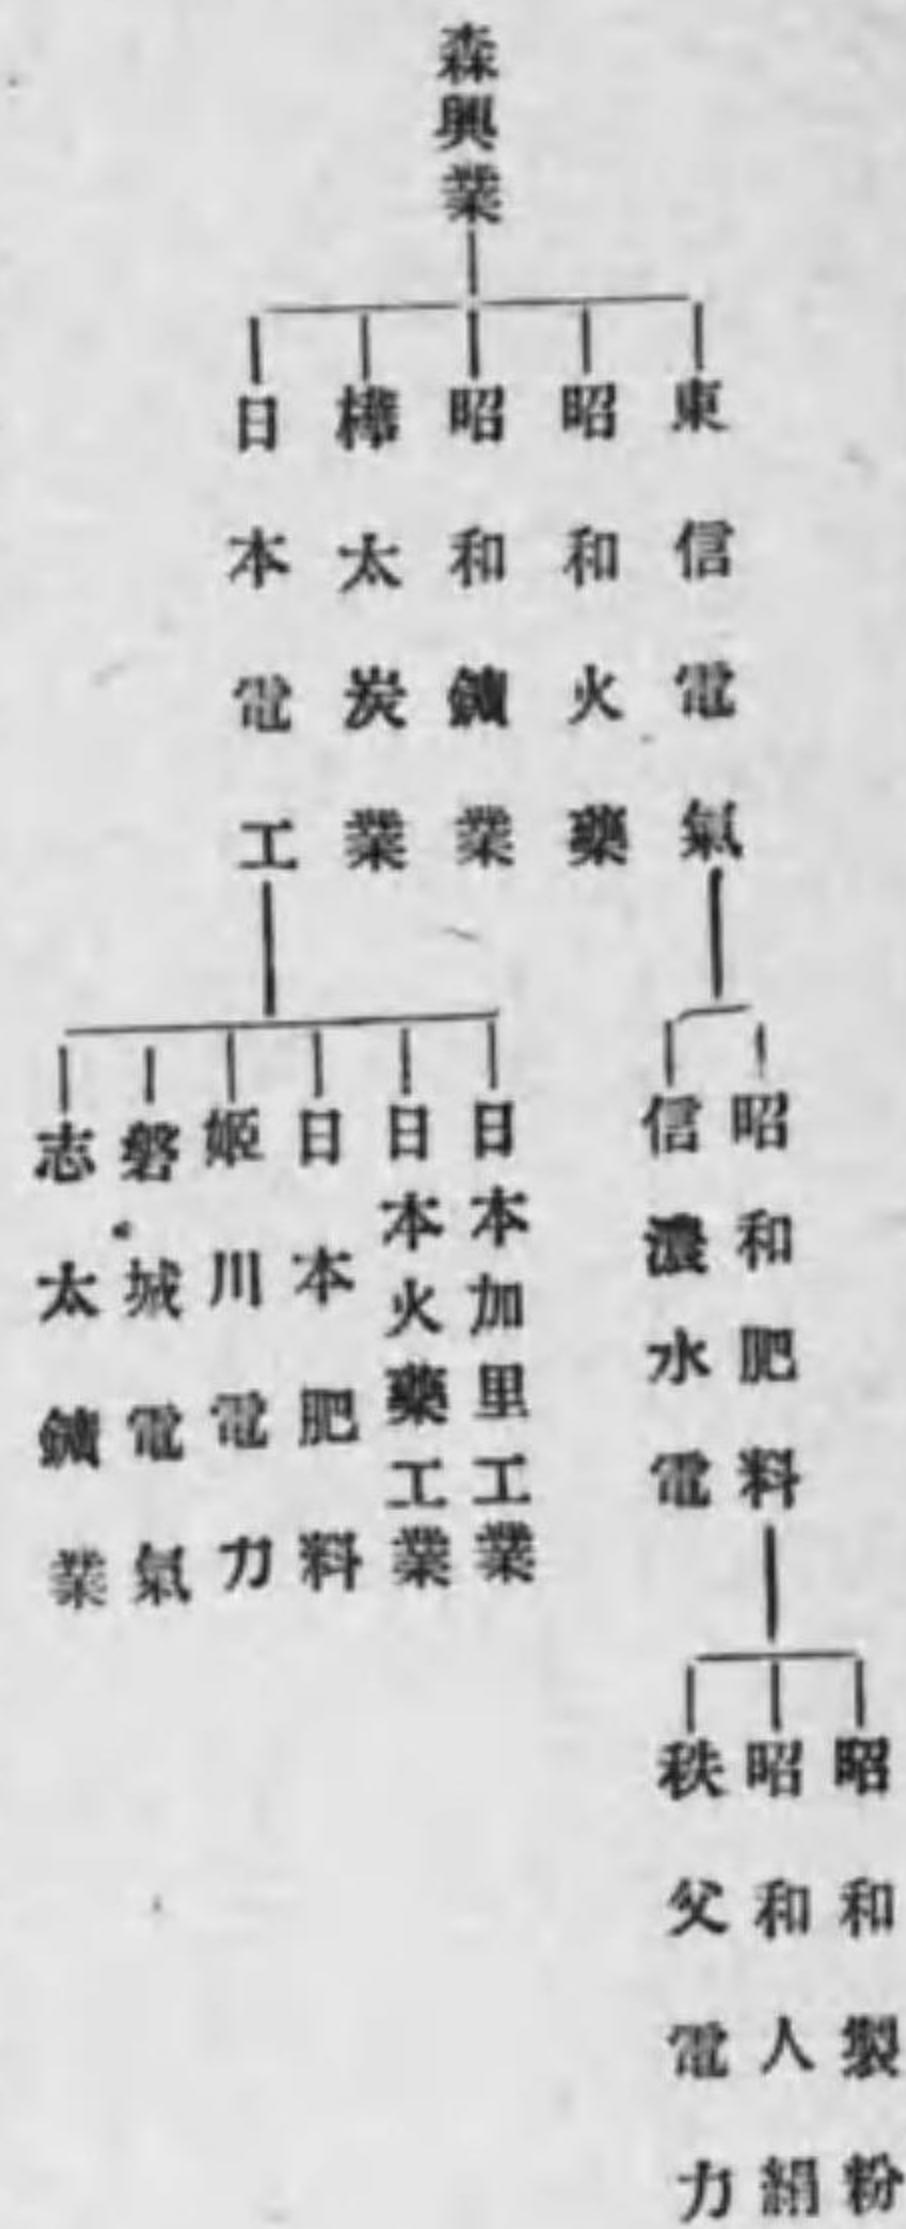 森興業
東信電氣
昭和火藥
昭和鑛業
樺太炭業
日本電工
昭和肥料
信濃水電
日本加里工業
日本火藥工業
日本肥料
姬川電力
磐城電氣
志太鑛業
昭和製粉
昭和人絹
秩父電力